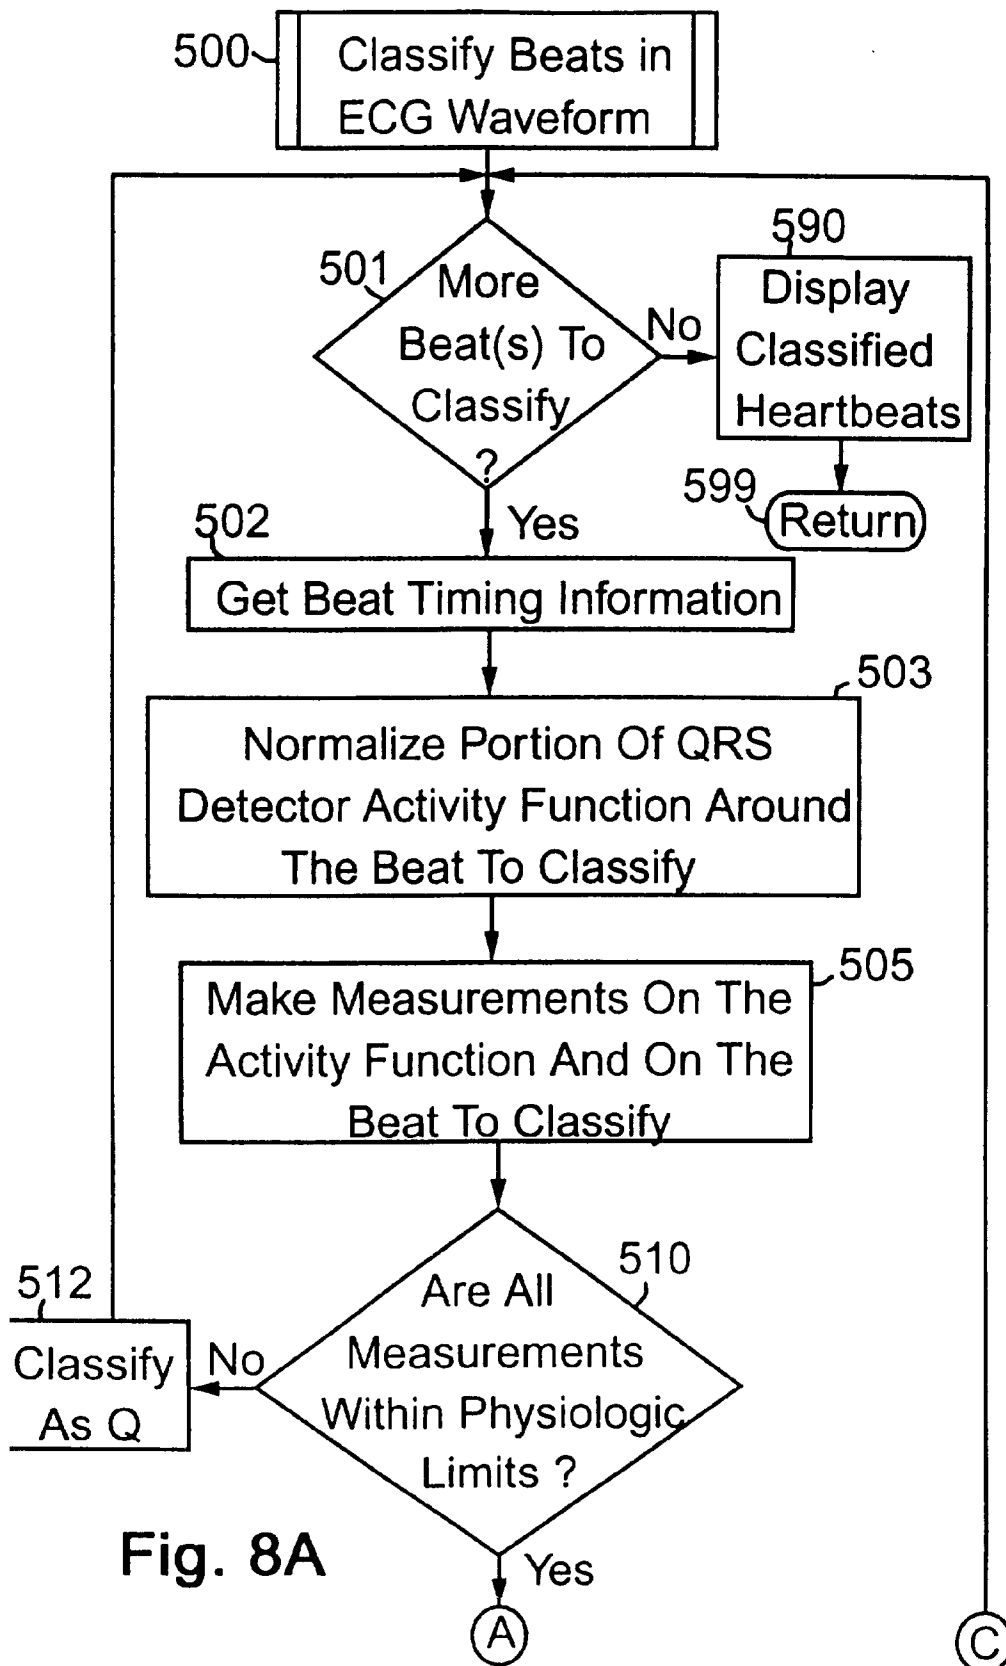 500
Classify Beats in
ECG Waveform
501
More
Beat(s) To
Classify
?
No
590
Display
Classified
Heartbeats
599
Return
Yes
502
Get Beat Timing Information
503
Normalize Portion Of QRS
Detector Activity Function Around
The Beat To Classify
505
Make Measurements On The
Activity Function And On The
Beat To Classify
510
Are All
Measurements
Within Physiologic
Limits ?
No
512
Classify
As Q
Yes
Fig. 8A
A
C